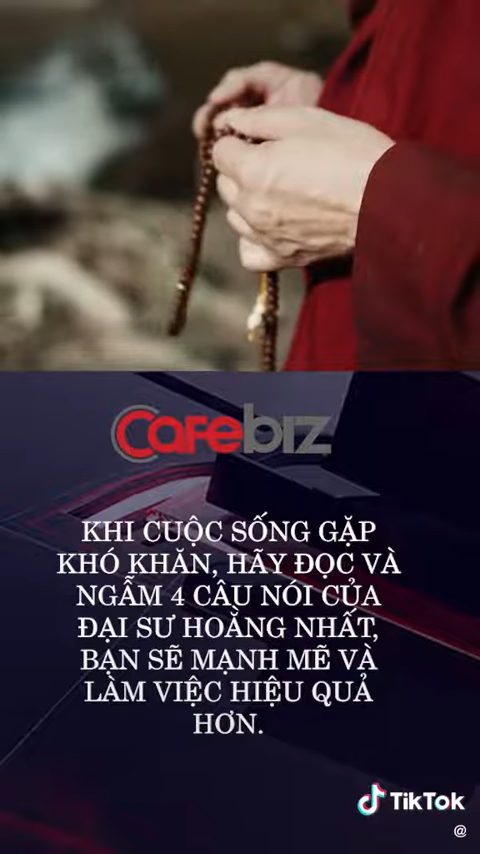 Cafebiz
KHI CUỘC SỐNG GẶP
KHÓ KHĂN, HÃY ĐỌC VÀ
NGẪM 4 CÂU NÓI CỦA
ĐẠI SƯ HOẰNG NHẤT,
BẠN SẼ MẠNH MẼ VÀ
LÀM VIỆC HIỆU QUẢ
HƠN.
TikTok
@